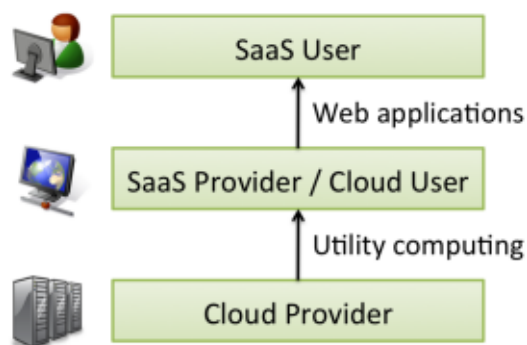 SaaS User
Web applications
SaaS Provider / Cloud User
Utility computing
Cloud Provider